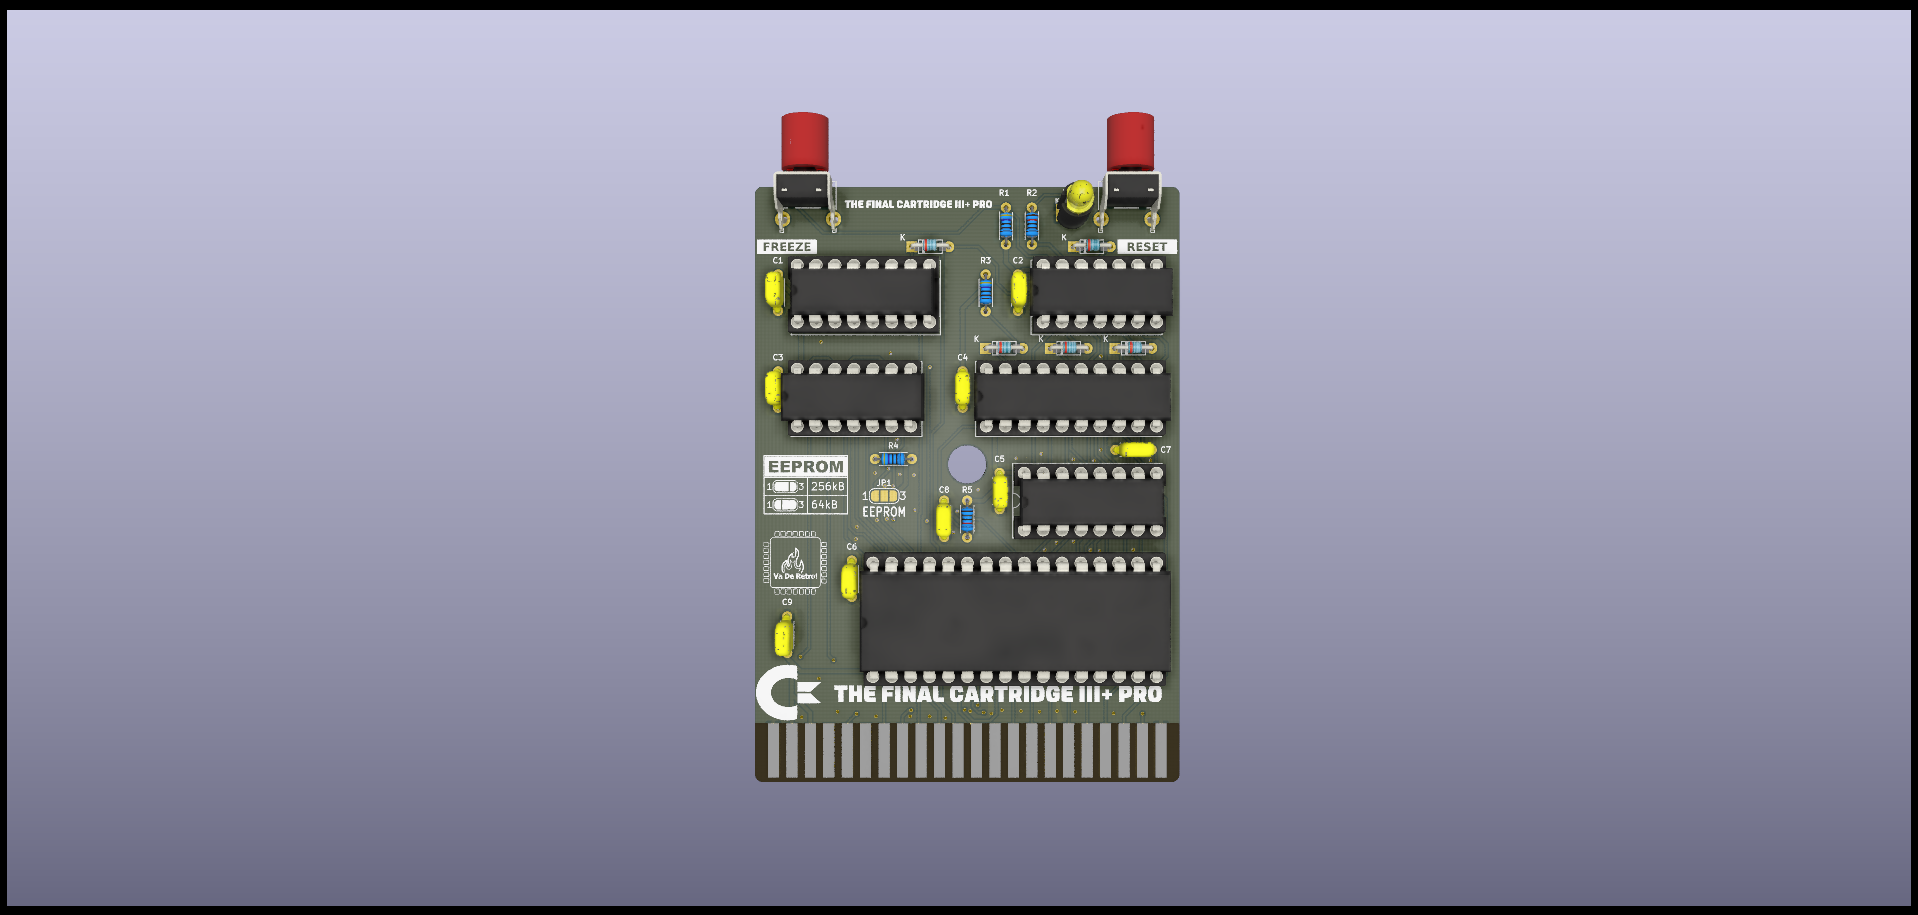 R1 R2
THE FINAL CARTRIDGE III+ PRO
K K
FREEZE
RESET
C1 R3 C2
K K K
C3 C4
R4
C7
EEPROM
1 3 256kB
1 3 64kB
C5
JP1
1 3
EEPROM
C8 R5
C6
Va De Retro!
C9
THE FINAL CARTRIDGE III+ PRO